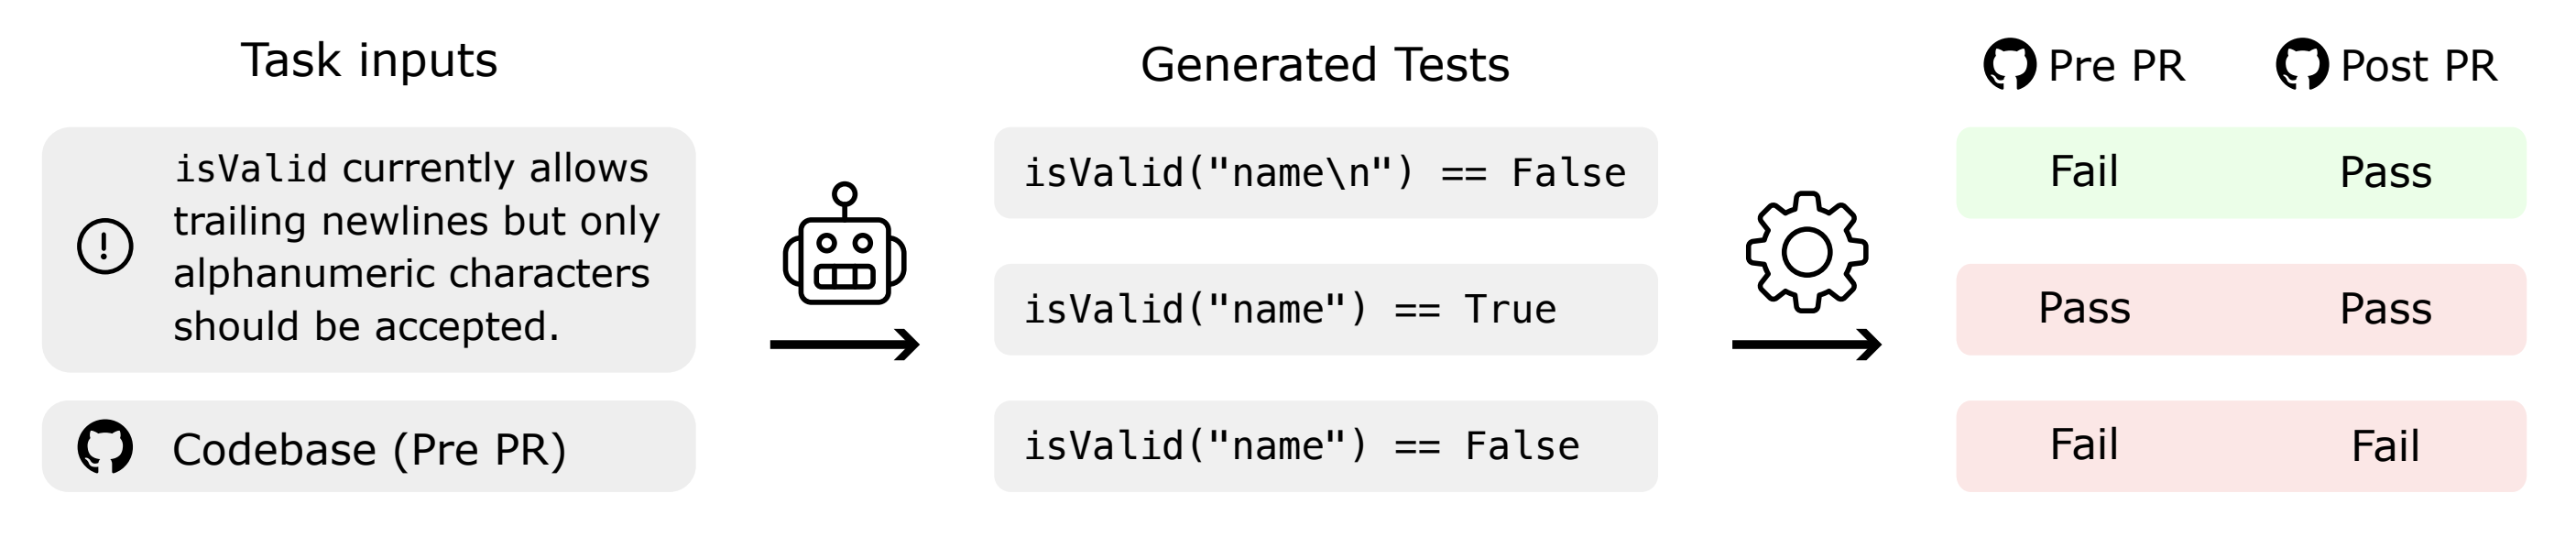 Task inputs
isValid currently allows
trailing newlines but only
alphanumeric characters
should be accepted.
Codebase (Pre PR)
Generated Tests
isValid("name\n") == False
isValid("name") == True
isValid("name") == False
Pre PR Post PR
Fail Pass
Pass Pass
Fail Fail